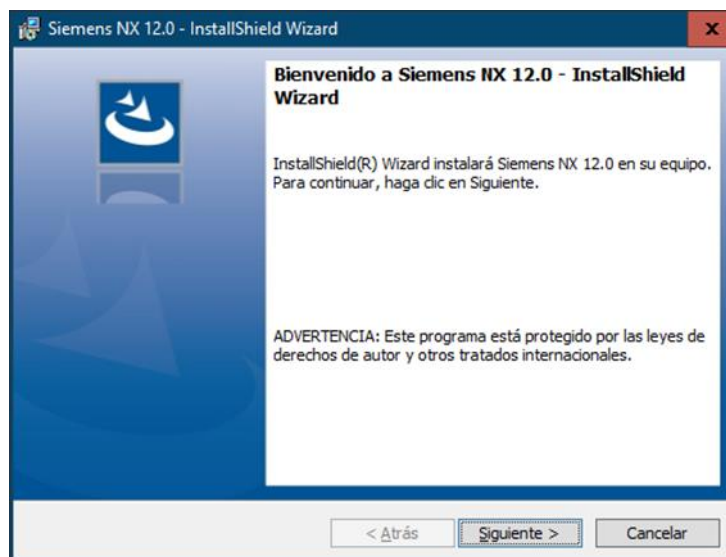 Siemens NX 12.0 - InstallShield Wizard
x
Bienvenido a Siemens NX 12.0 - InstallShield
Wizard
InstallShield(R) Wizard instalará Siemens NX 12.0 en su equipo.
Para continuar, haga clic en Siguiente.
ADVERTENCIA: Este programa está protegido por las leyes de
derechos de autor y otros tratados internacionales.
< Atrás
Siguiente >
Cancelar